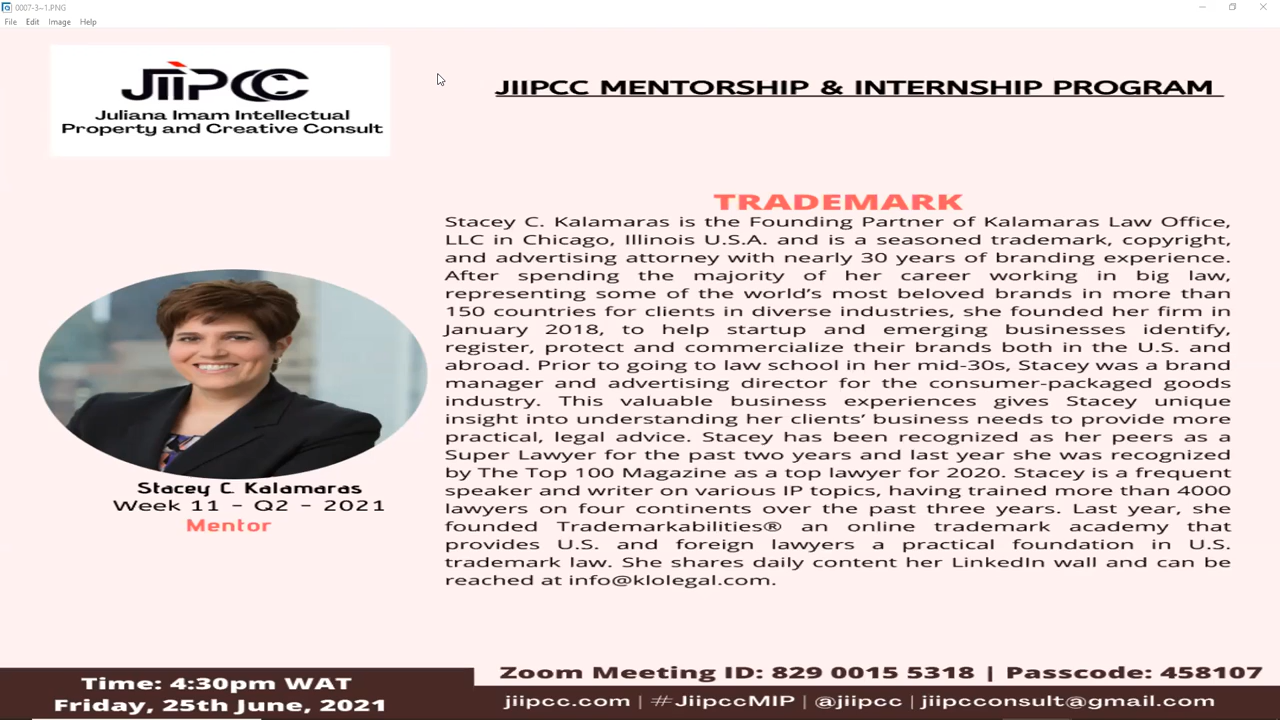 0007-3~1.PNG
File Edit Image Help
JIIPCC
Juliana Imam Intellectual
Property and Creative Consult
JIIPCC MENTORSHIP & INTERNSHIP PROGRAM
TRADEMARK
Stacey C. Kalamaras is the Founding Partner of Kalamaras Law Office,
LLC in Chicago, Illinois U.S.A. and is a seasoned trademark, copyright,
and advertising attorney with nearly 30 years of branding experience.
After spending the majority of her career working in big law,
representing some of the world's most beloved brands in more than
150 countries for clients in diverse industries, she founded her firm in
January 2018, to help startup and emerging businesses identify,
register, protect and commercialize their brands both in the U.S. and
abroad. Prior to going to law school in her mid-30s, Stacey was a brand
manager and advertising director for the consumer-packaged goods
industry. This valuable business experiences gives Stacey unique
insight into understanding her clients' business needs to provide more
practical, legal advice. Stacey has been recognized as her peers as a
Super Lawyer for the past two years and last year she was recognized
by The Top 100 Magazine as a top lawyer for 2020. Stacey is a frequent
speaker and writer on various IP topics, having trained more than 4000
lawyers on four continents over the past three years. Last year, she
founded Trademarkabilities® an online trademark academy that
provides U.S. and foreign lawyers a practical foundation in U.S.
trademark law. She shares daily content her LinkedIn wall and can be
reached at info@klolegal.com.
Stacey C. Kalamaras
Week 11 - Q2 - 2021
Mentor
Time: 4:30pm WAT
Friday, 25th June, 2021
Zoom Meeting ID: 829 0015 5318 | Passcode: 458107
jiipcc.com | #JiipccMIP | @jiipcc | jiipcconsult@gmail.com